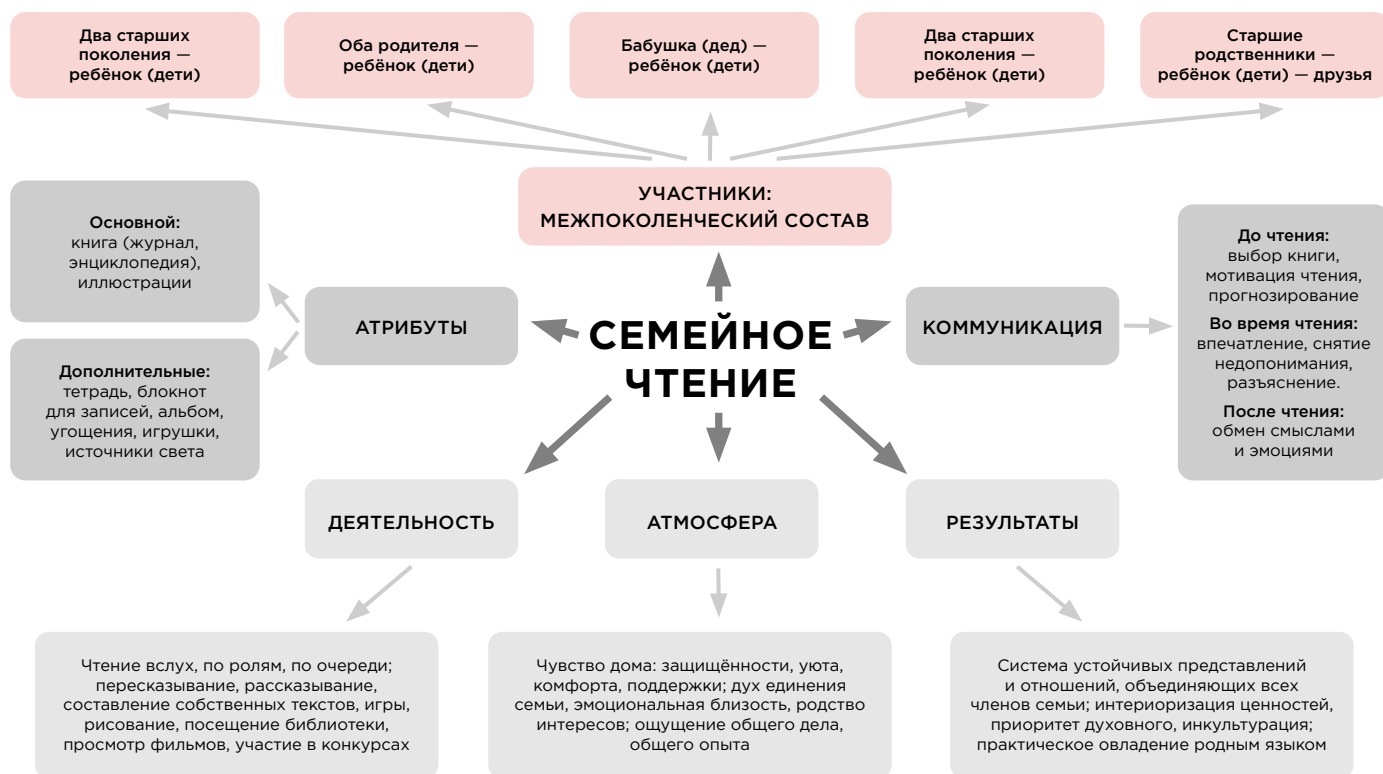 Два старших
поколения —
ребёнок (дети)
Оба родителя —
ребёнок (дети)
Бабушка (дед) —
ребёнок (дети)
Два старших
поколения —
ребёнок (дети)
Старшие
родственники —
ребёнок (дети) — друзья
УЧАСТНИКИ:
МЕЖПОКОЛЕНЧЕСКИЙ СОСТАВ
Основной:
книга (журнал,
энциклопедия),
иллюстрации
Дополнительные:
тетрадь, блокнот
для записей, альбом,
угощения, игрушки,
источники света
АТРИБУТЫ
СЕМЕЙНОЕ
ЧТЕНИЕ
КОММУНИКАЦИЯ
До чтения:
выбор книги,
мотивация чтения,
прогнозирование
Во время чтения:
впечатление, снятие
недопонимания,
разъяснение.
После чтения:
обмен смыслами
и эмоциями
ДЕЯТЕЛЬНОСТЬ
АТМОСФЕРА
РЕЗУЛЬТАТЫ
Чтение вслух, по ролям, по очереди;
пересказывание, рассказывание,
составление собственных текстов, игры,
рисование, посещение библиотеки,
просмотр фильмов, участие в конкурсах
Чувство дома: защищённости, уюта,
комфорта, поддержки; дух единения
семьи, эмоциональная близость, родство
интересов; ощущение общего дела,
общего опыта
Система устойчивых представлений
и отношений, объединяющих всех
членов семьи; интериоризация ценностей,
приоритет духовного, инкультурация;
практическое овладение родным языком